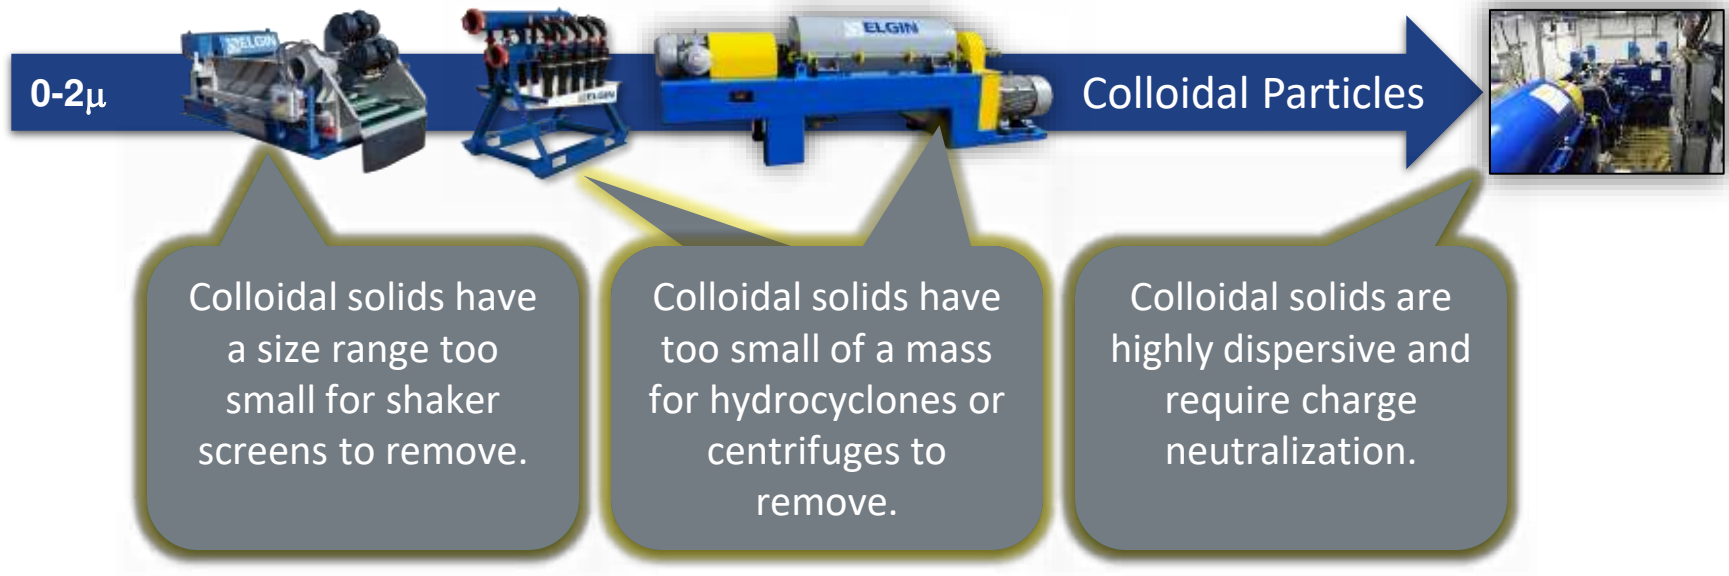 0-2μ
ELGIN
ELGIN
ELGIN
Colloidal Particles
Colloidal solids have
a size range too
small for shaker
screens to remove.
Colloidal solids have
too small of a mass
for hydrocyclones or
centrifuges to
remove.
Colloidal solids are
highly dispersive and
require charge
neutralization.